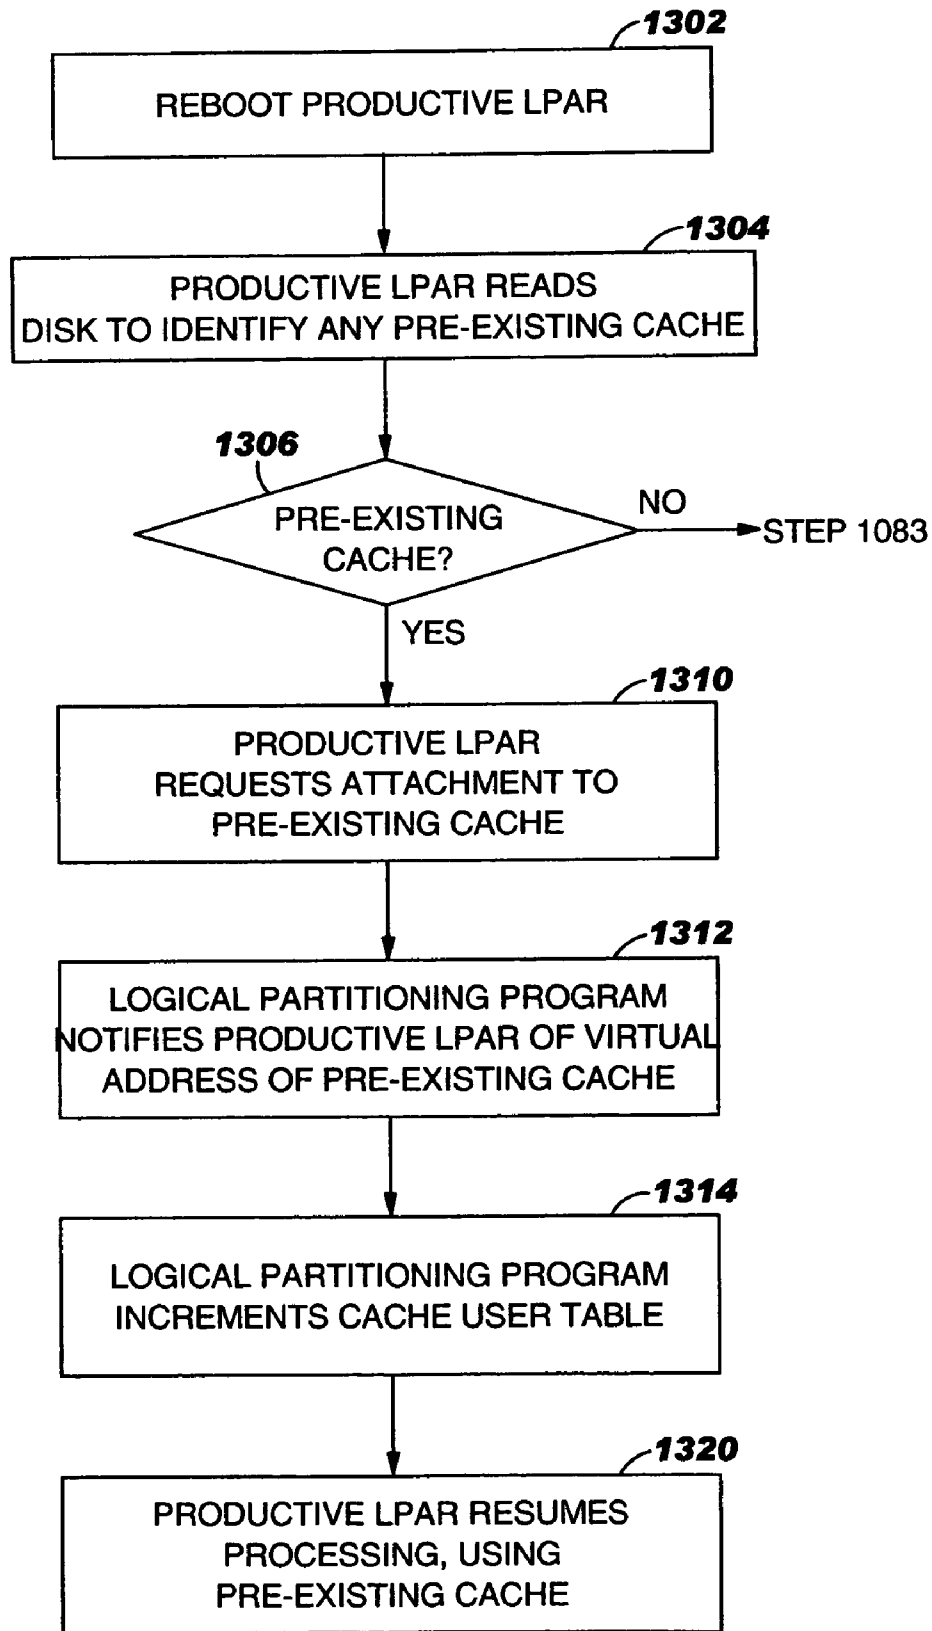 1302
REBOOT PRODUCTIVE LPAR
1304
PRODUCTIVE LPAR READS
DISK TO IDENTIFY ANY PRE-EXISTING CACHE
1306
PRE-EXISTING
CACHE?
NO
STEP 1083
YES
1310
PRODUCTIVE LPAR
REQUESTS ATTACHMENT TO
PRE-EXISTING CACHE
1312
LOGICAL PARTITIONING PROGRAM
NOTIFIES PRODUCTIVE LPAR OF VIRTUAL
ADDRESS OF PRE-EXISTING CACHE
1314
LOGICAL PARTITIONING PROGRAM
INCREMENTS CACHE USER TABLE
1320
PRODUCTIVE LPAR RESUMES
PROCESSING, USING
PRE-EXISTING CACHE